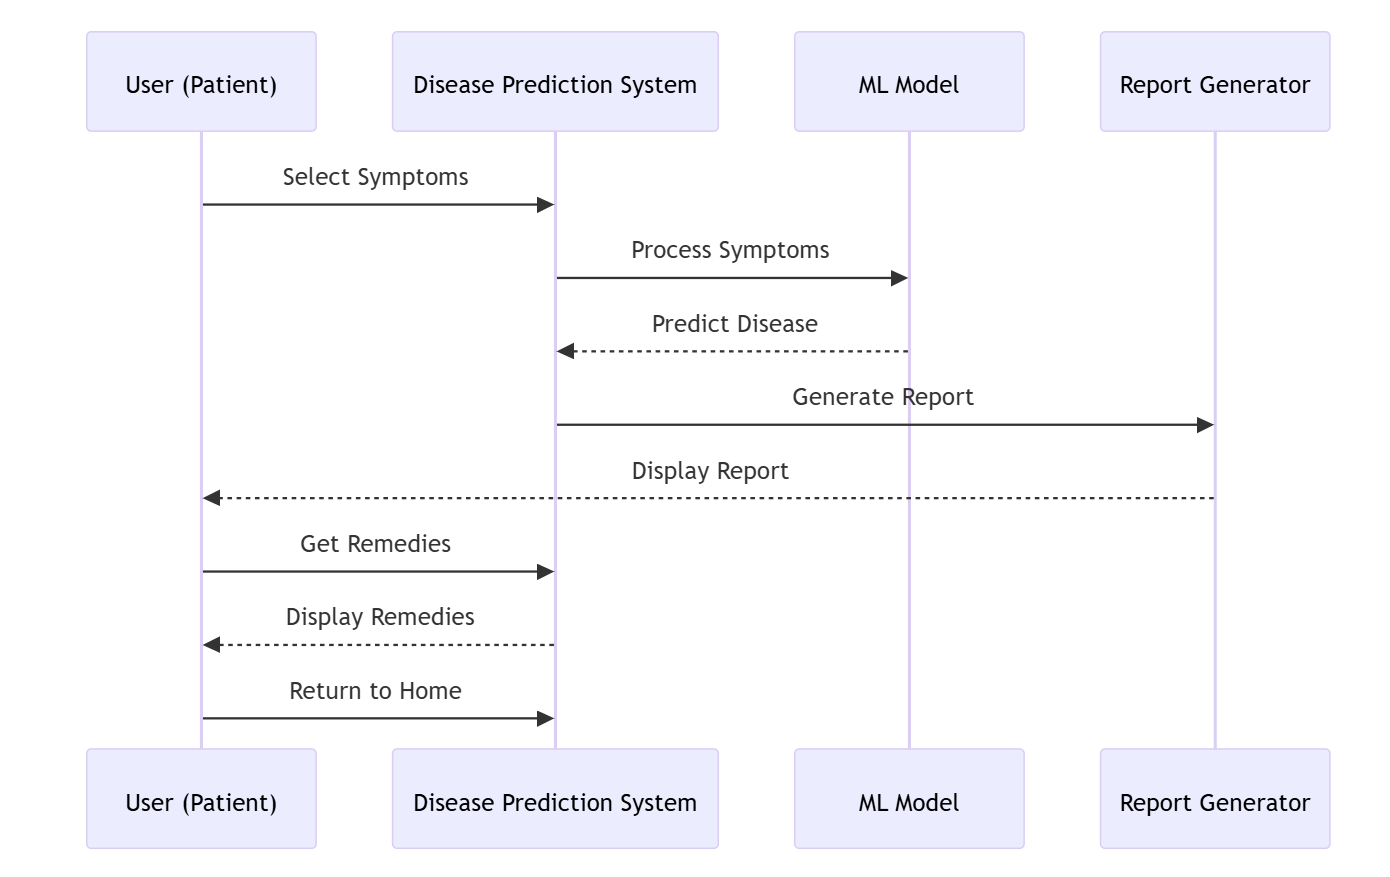 User (Patient)
Disease Prediction System
ML Model
Report Generator
Select Symptoms
Process Symptoms
Predict Disease
Generate Report
Display Report
Get Remedies
Display Remedies
Return to Home
User (Patient)
Disease Prediction System
ML Model
Report Generator